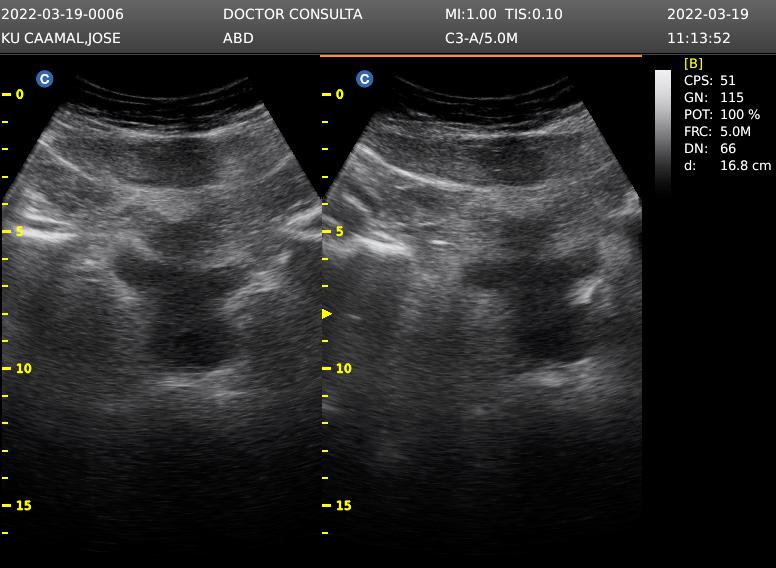 2022-03-19-0006 DOCTOR CONSULTA MI:1.00 TIS:0.10 2022-03-19
KU CAAMAL,JOSE ABD C3-A/5.0M 11:13:52
[B]
CPS: 51
GN: 115
POT: 100 %
FRC: 5.0M
DN: 66
d: 16.8 cm
C C
0 0
5 5
10 10
15 15